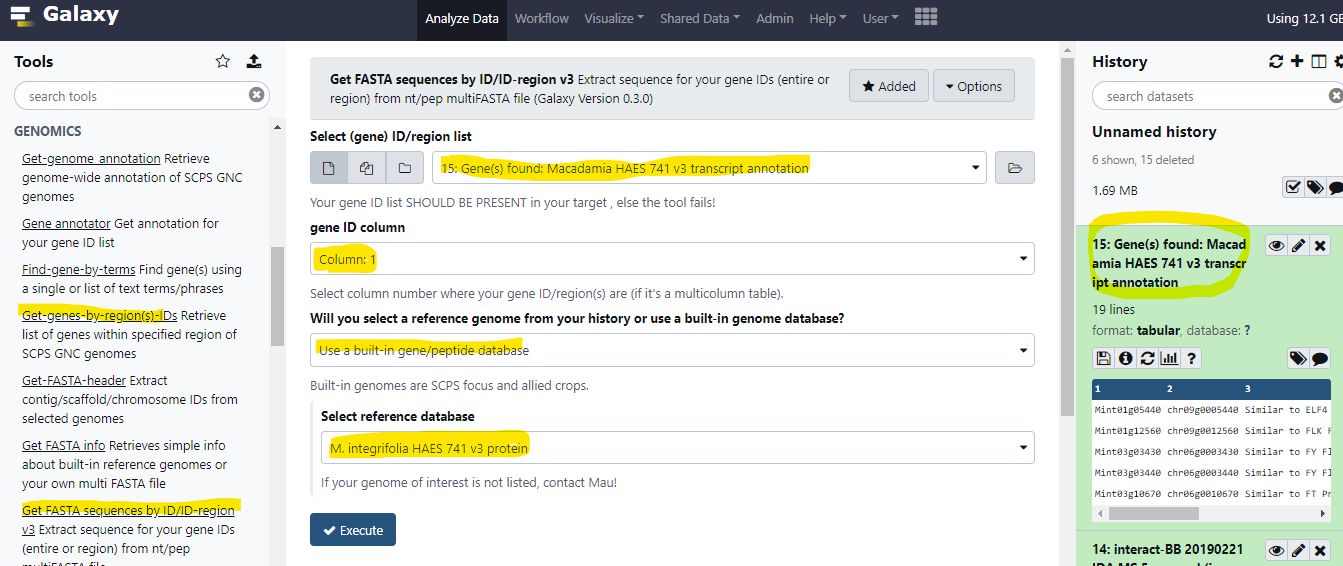 Galaxy
Analyze Data
Workflow
Visualize
Shared Data
Admin
Help
User
Using 12.1 GB
Tools
search tools
GENOMICS
Get-genome_annotation Retrieve
genome-wide annotation of SCPS GNC
genomes
Gene annotator Get annotation for
your gene ID list
Find-gene-by-terms Find gene(s) using
a single or list of text terms/phrases
Get-genes-by-region(s)-IDs Retrieve
list of genes within specified region of
SCPS GNC genomes
Get-FASTA-header Extract
contig/scaffold/chromosome IDs from
selected genomes
Get FASTA info Retrieves simple info
about built-in reference genomes or
your own multi FASTA file
Get FASTA sequences by ID/ID-region
v3 Extract sequence for your gene IDs
(entire or region) from nt/pep
multiFASTA file
Get FASTA sequences by ID/ID-region v3 Extract sequence for your gene IDs (entire or
region) from nt/pep multiFASTA file (Galaxy Version 0.3.0)
Added
Options
Select (gene) ID/region list
15: Gene(s) found: Macadamia HAES 741 v3 transcript annotation
Your gene ID list SHOULD BE PRESENT in your target , else the tool fails!
gene ID column
Column: 1
Select column number where your gene ID/region(s) are (if it's a multicolumn table).
Will you select a reference genome from your history or use a built-in genome database?
Use a built-in gene/peptide database
Built-in genomes are SCPS focus and allied crops.
Select reference database
M. integrifolia HAES 741 v3 protein
If your genome of interest is not listed, contact Mau!
Execute
History
search datasets
Unnamed history
6 shown, 15 deleted
1.69 MB
15: Gene(s) found: Macad
amia HAES 741 v3 transcr
ipt annotation
19 lines
format: tabular, database: ?
1 2 3
Mint01g05440 chr09g0005440 Similar to ELF4
Mint01g12560 chr09g0012560 Similar to FLK F
Mint03g03430 chr06g0003430 Similar to FY Fl
Mint03g03440 chr06g0003440 Similar to FY Fl
Mint03g10670 chr06g0010670 Similar to FT Pr
14: interact-BB 20190221